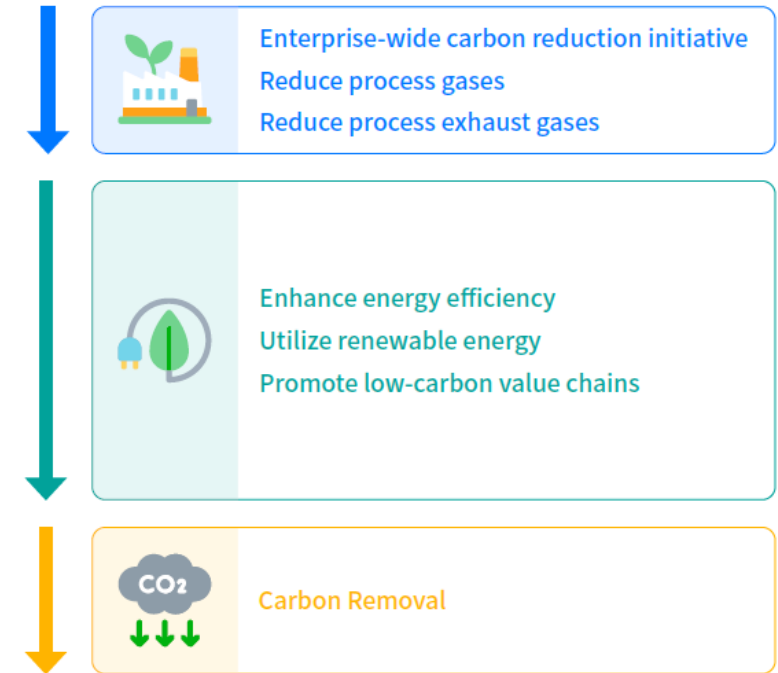 Enterprise-wide carbon reduction initiative
Reduce process gases
Reduce process exhaust gases
Enhance energy efficiency
Utilize renewable energy
Promote low-carbon value chains
CO2
Carbon Removal